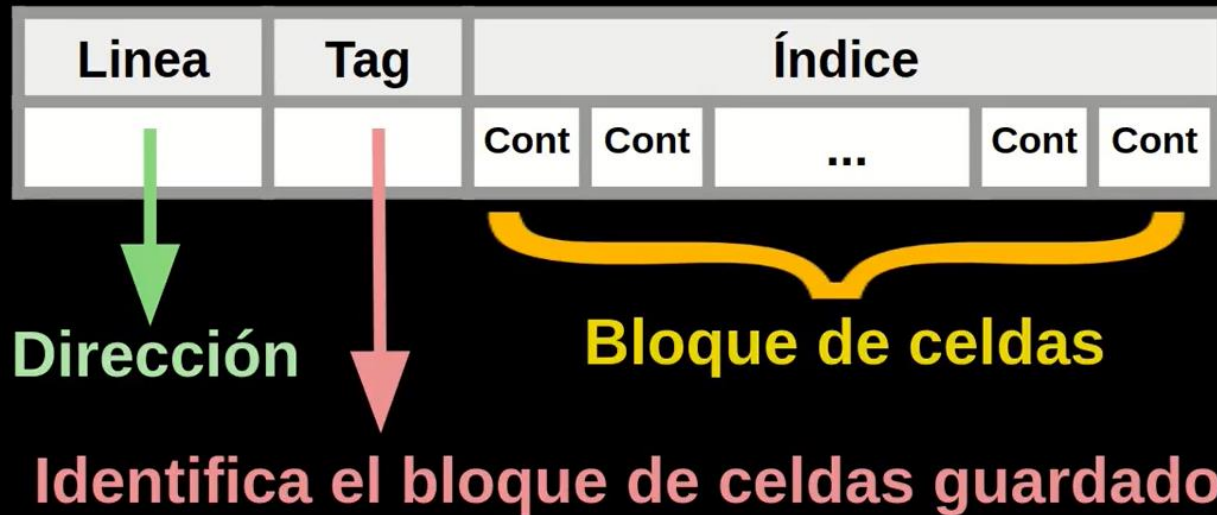 Linea Tag Índice
Cont Cont ... Cont Cont
Dirección
Bloque de celdas
Identifica el bloque de celdas guardado